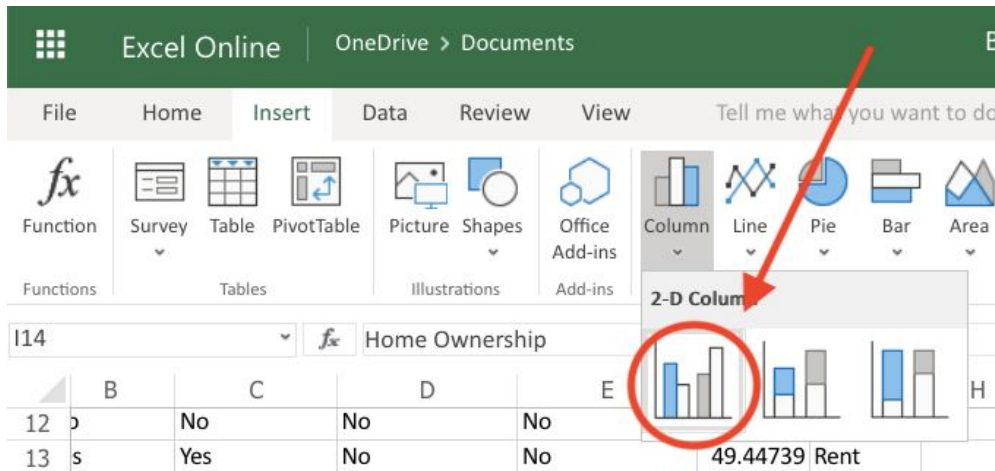 Excel Online OneDrive > Documents B
File Home Insert Data Review View Tell me what you want to do
fx
Function Survey Table PivotTable Picture Shapes Office Add-ins Column Line Pie Bar Area
Functions Tables Illustrations Add-ins
2-D Column
I14 fx Home Ownership
B C D E H
12 No No No
13 s Yes No No 49.44739 Rent